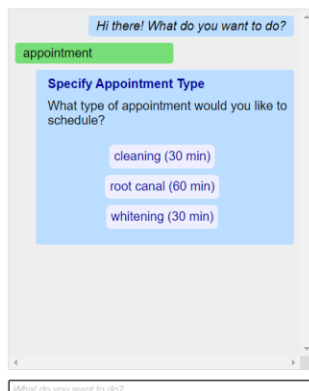 Hi there! What do you want to do?
appointment
Specify Appointment Type
What type of appointment would you like to
schedule?
cleaning (30 min)
root canal (60 min)
whitening (30 min)
What do you want to do?